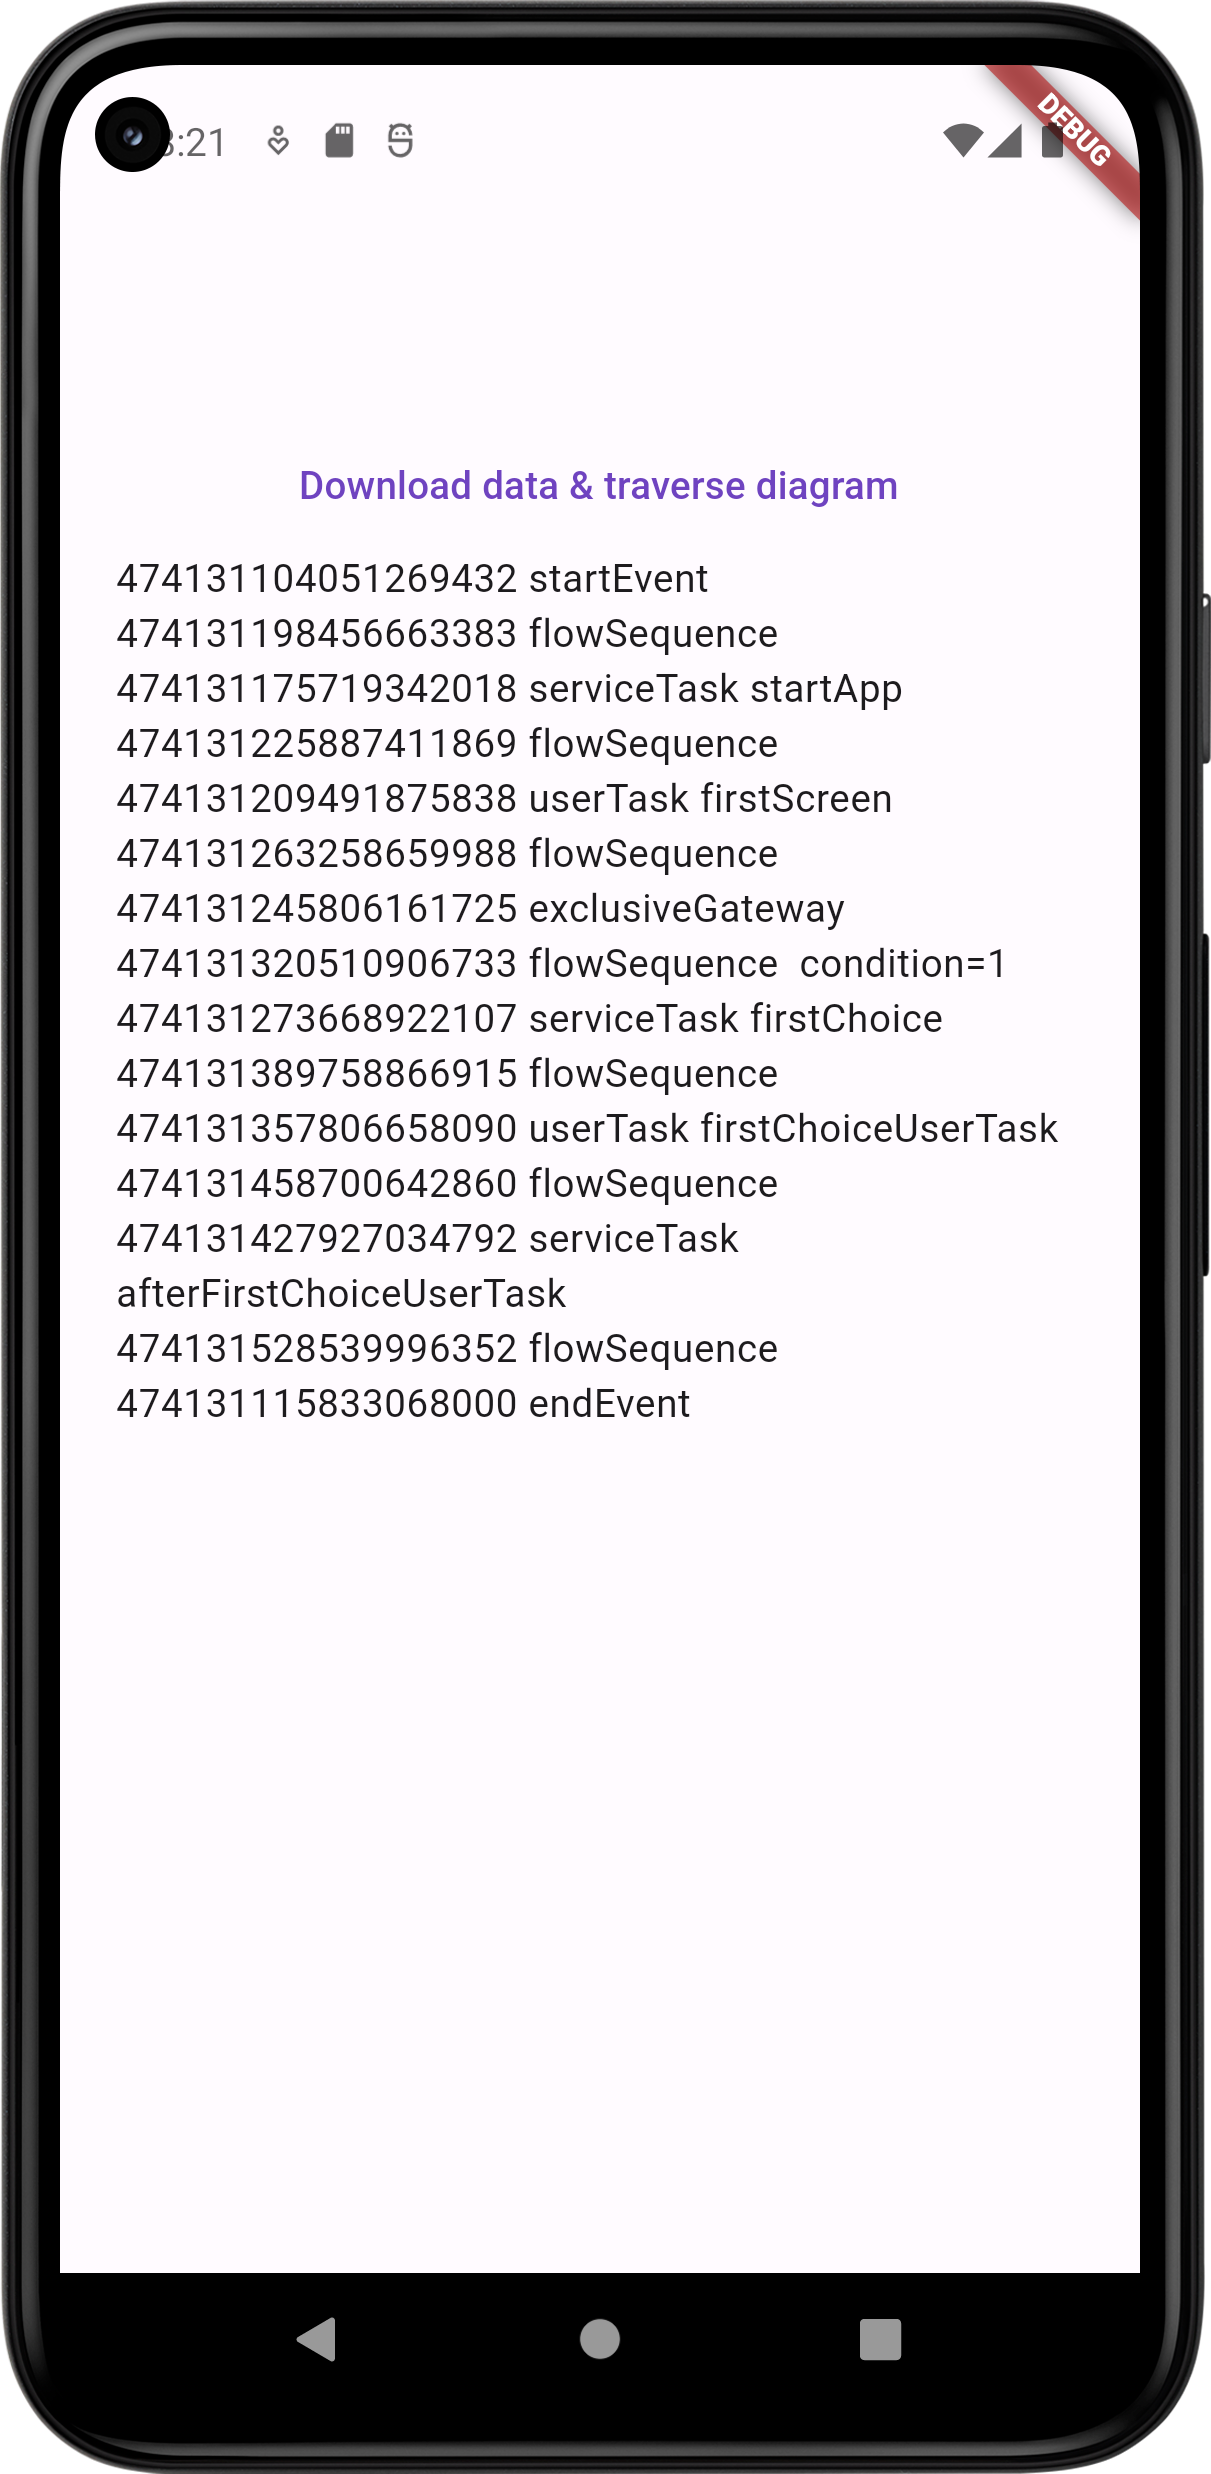 :21
DEBUG
Download data & traverse diagram
474131104051269432 startEvent
474131198456663383 flowSequence
474131175719342018 serviceTask startApp
474131225887411869 flowSequence
474131209491875838 userTask firstScreen
474131263258659988 flowSequence
474131245806161725 exclusiveGateway
474131320510906733 flowSequence  condition=1
474131273668922107 serviceTask firstChoice
474131389758866915 flowSequence
474131357806658090 userTask firstChoiceUserTask
474131458700642860 flowSequence
474131427927034792 serviceTask
afterFirstChoiceUserTask
474131528539996352 flowSequence
474131115833068000 endEvent